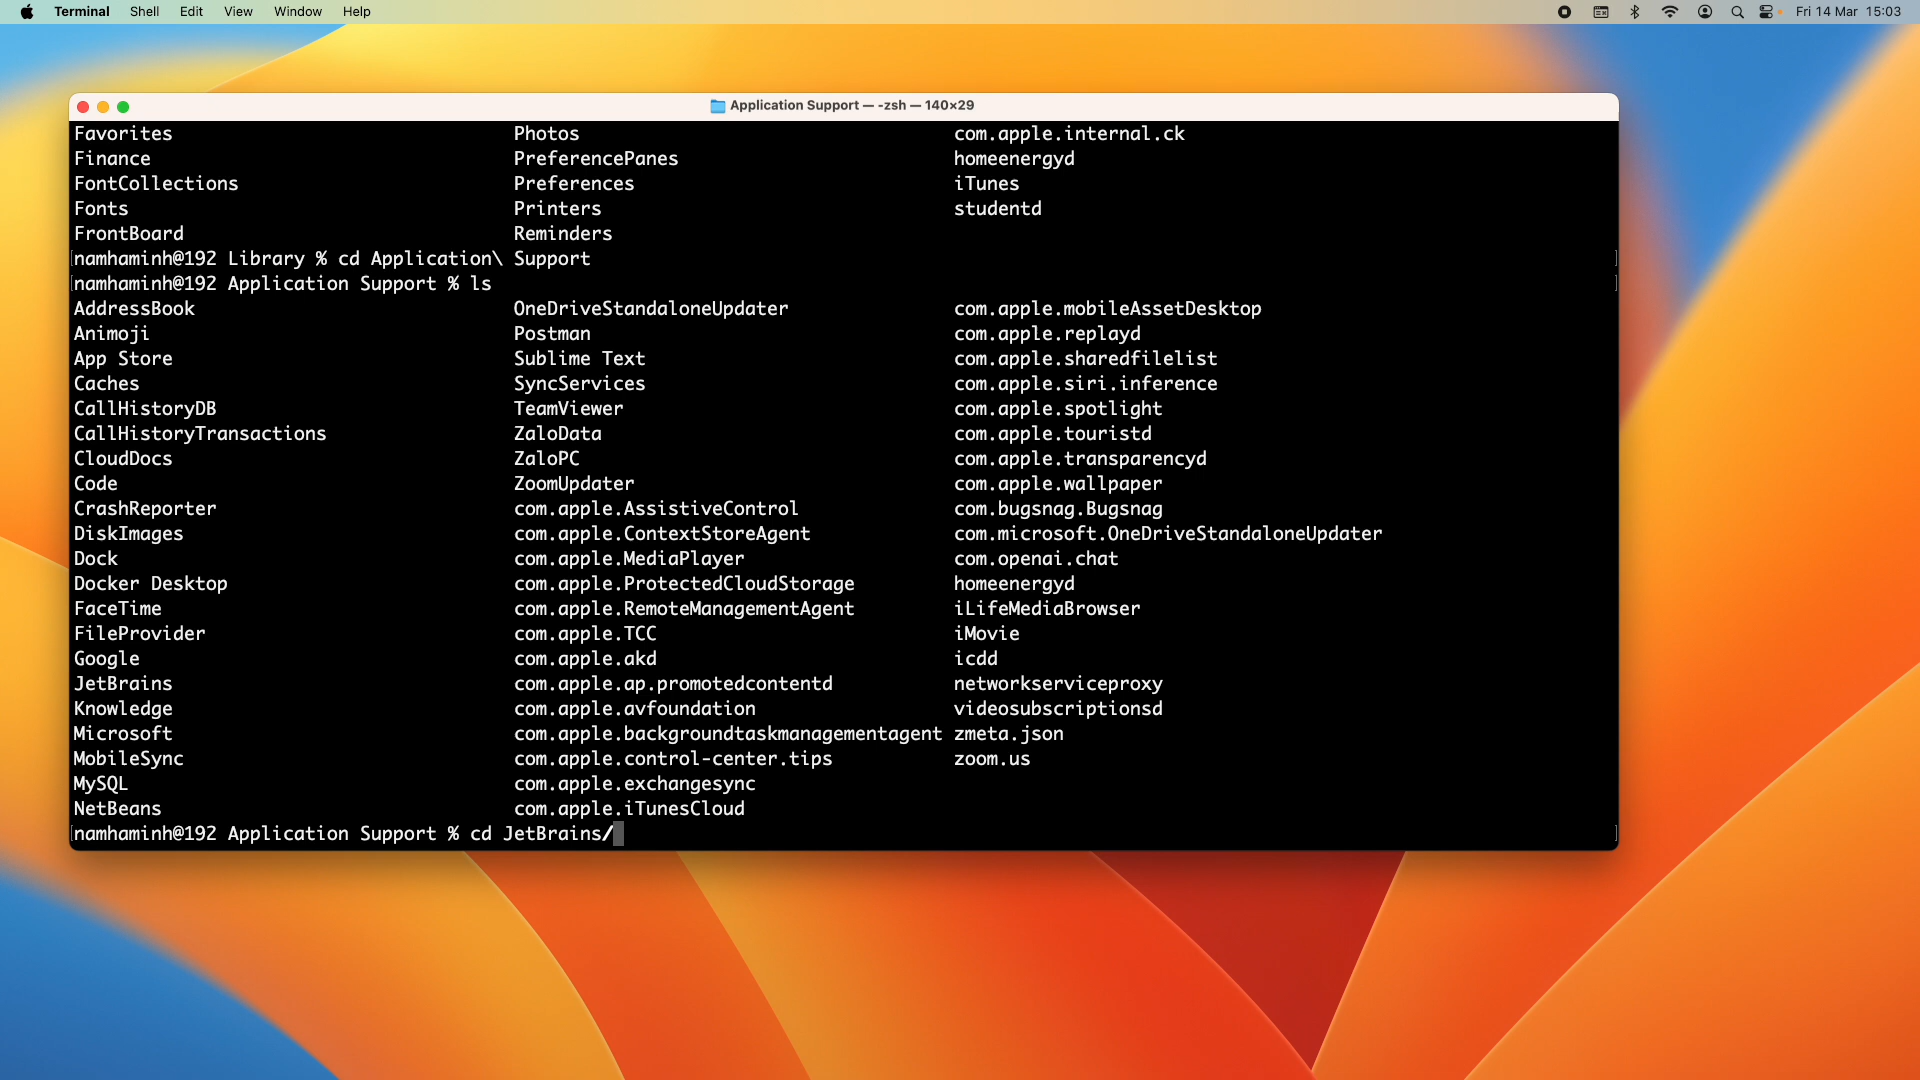 Terminal Shell Edit View Window Help Fri 14 Mar 15:03
Application Support — -zsh — 140×29
Favorites Photos com.apple.internal.ck
Finance PreferencePanes homeenergyd
FontCollections Preferences iTunes
Fonts Printers studentd
FrontBoard Reminders
[namhaminh@192 Library % cd Application\ Support ]
[namhaminh@192 Application Support % ls ]
AddressBook OneDriveStandaloneUpdater com.apple.mobileAssetDesktop
Animoji Postman com.apple.replayd
App Store Sublime Text com.apple.sharedfilelist
Caches SyncServices com.apple.siri.inference
CallHistoryDB TeamViewer com.apple.spotlight
CallHistoryTransactions ZaloData com.apple.touristd
CloudDocs ZaloPC com.apple.transparencyd
Code ZoomUpdater com.apple.wallpaper
CrashReporter com.apple.AssistiveControl com.bugsnag.Bugsnag
DiskImages com.apple.ContextStoreAgent com.microsoft.OneDriveStandaloneUpdater
Dock com.apple.MediaPlayer com.openai.chat
Docker Desktop com.apple.ProtectedCloudStorage homeenergyd
FaceTime com.apple.RemoteManagementAgent iLifeMediaBrowser
FileProvider com.apple.TCC iMovie
Google com.apple.akd icdd
JetBrains com.apple.ap.promotedcontentd networkserviceproxy
Knowledge com.apple.avfoundation videosubscriptionsd
Microsoft com.apple.backgroundtaskmanagementagent zmeta.json
MobileSync com.apple.control-center.tips zoom.us
MySQL com.apple.exchangesync
NetBeans com.apple.iTunesCloud
[namhaminh@192 Application Support % cd JetBrains/ ]